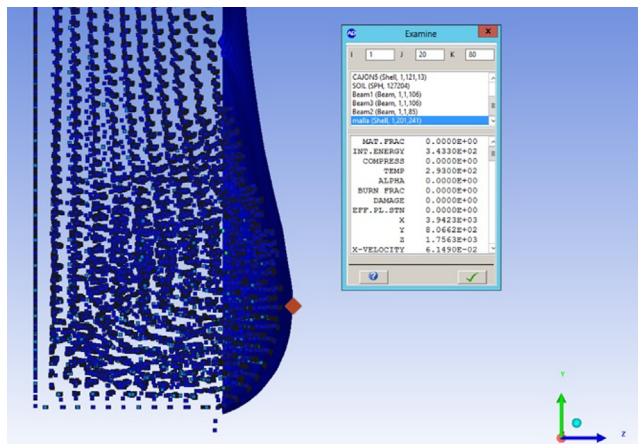 Examine
I 1 J 20 K 80
CAJON5 (Shell, 1,121,13)
SOIL (SPH, 127204)
Beam1 (Beam, 1,1,106)
Beam3 (Beam, 1,1,106)
Beam2 (Beam, 1,1,85)
malla (Shell, 1,201,241)
MAT.FRAC 0.0000E+00
INT.ENERGY 3.4330E+00
COMPRESS 0.0000E+00
TEMP 2.9300E+02
ALPHA 0.0000E+00
BURN FRAC 0.0000E+00
DAMAGE 0.0000E+00
EFF.PL.STN 0.0000E+00
X 3.9423E+03
Y 8.0662E+02
Z 1.7563E+03
X-VELOCITY 6.1490E-02
Y
Z